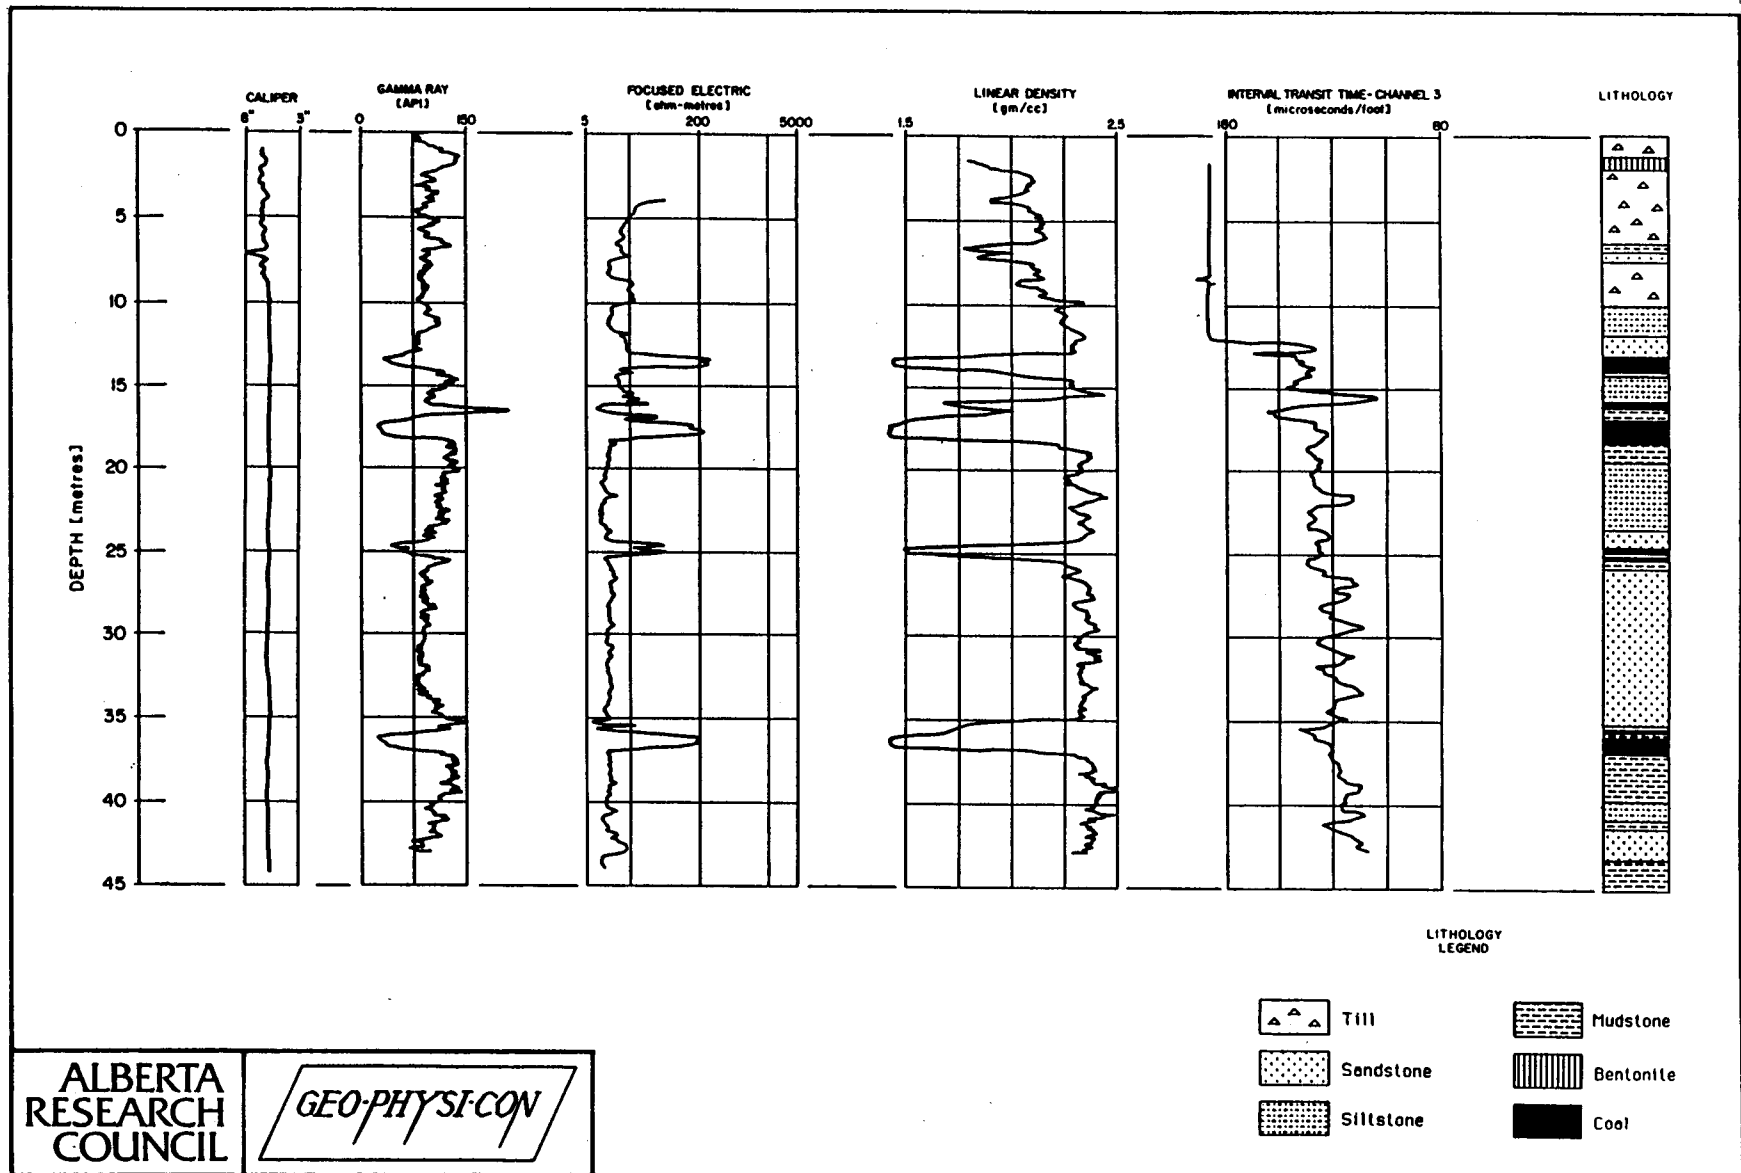 CALIPER
6" 3"
GAMMA RAY
[API]
0 150
FOCUSED ELECTRIC
[ohm-metres]
5 200 5000
LINEAR DENSITY
[gm/cc]
1.5 2.5
INTERVAL TRANSIT TIME-CHANNEL 3
[microseconds/foot]
180 80
LITHOLOGY
DEPTH [metres]
0
5
10
15
20
25
30
35
40
45
LITHOLOGY
LEGEND
Till
Sandstone
Siltstone
Mudstone
Bentonite
Coal
ALBERTA
RESEARCH
COUNCIL
GEO-PHYSI-CON